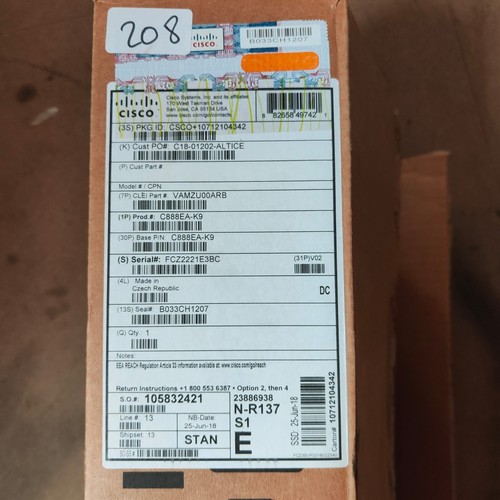 208
CISCO
B033CH1207
CISCO
Cisco Systems, Inc. and its affiliates
170 West Tasman Drive
San Jose, CA 95134 USA
www.cisco.com/go/contacts
8 82658 49742 1
(3S) PKG ID: CSCO+10712104342
(K) Cust PO#: C18-01202-ALTICE
(P) Cust Part #:
Model # / CPN
(7P) CLEI Part #: VAMZU00ARB
(1P) Prod.#: C888EA-K9
(30P) Base P/N: C888EA-K9
(S) Serial#: FCZ2221E3BC
(31P)V02
(4L) Made in
Czech Republic
DC
(13S) Seal#: B033CH1207
(Q) Qty.: 1
Notes:
EEA REACH Regulation Article 33 information available at: www.cisco.com/go/reach
Return Instructions +1 800 553 6387 • Option 2, then 4
S.O.#: 105832421
Line #: 13
NB-Date:
25-Jun-18
Shipset: 13
STAN
23886938
N-R137
S1
E
SSD: 25-Jun-18
Carton#
10712104342